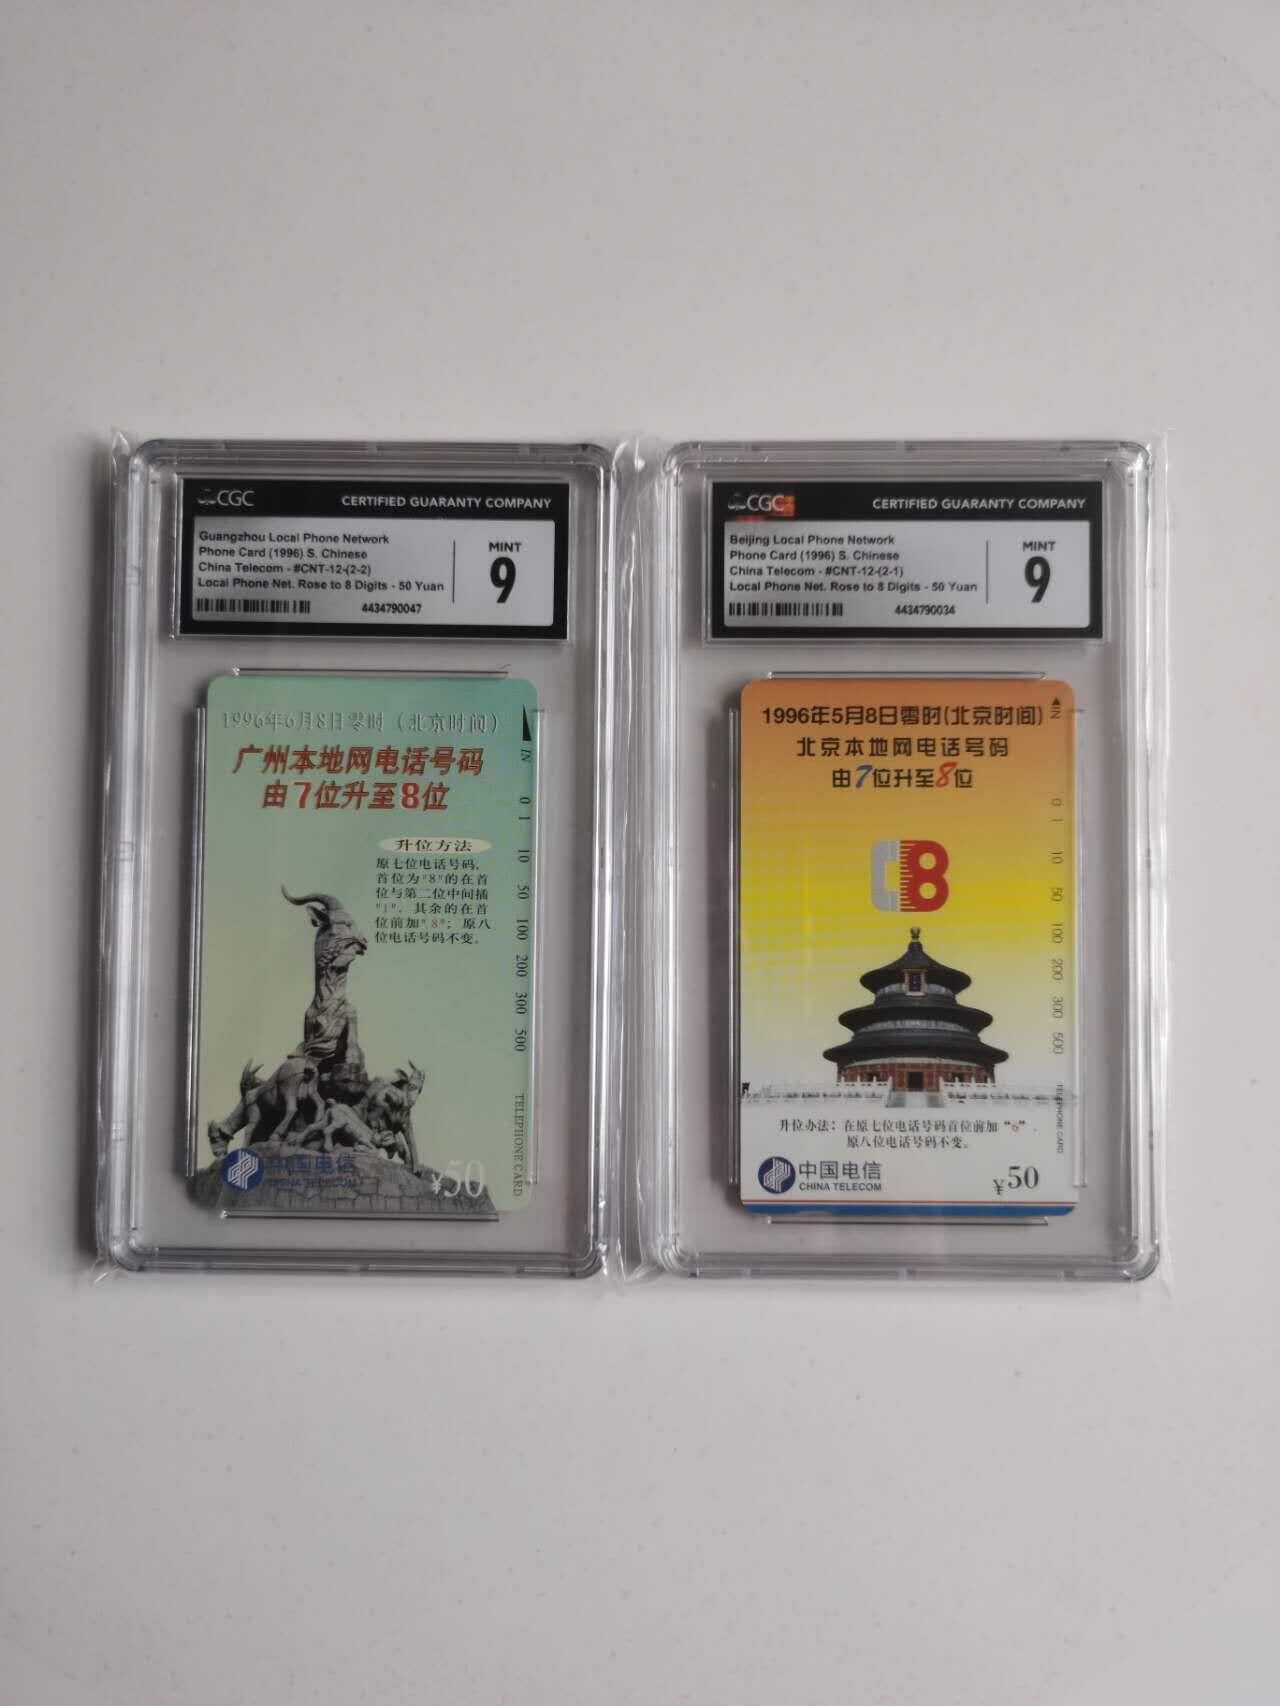 CGC
CERTIFIED GUARANTY COMPANY
Guangzhou Local Phone Network
Phone Card (1996) S. Chinese
China Telecom - #CNT-12-(2-2)
Local Phone Net. Rose to 8 Digits - 50 Yuan
MINT
9
4434790047
1996年6月8日零时（北京时间）
广州本地网电话号码
由7位升至8位
升位方法
原七位电话号码,
首位为"8"的在首
位与第二位中间插
"1"，其余的在首
位前加"8"；原八
位电话号码不变。
IN
0 1 10 50 100 200 300 500
TELEPHONE CARD
中国电信
CHINA TELECOM
¥50
CGC
CERTIFIED GUARANTY COMPANY
Beijing Local Phone Network
Phone Card (1996) S. Chinese
China Telecom - #CNT-12-(2-1)
Local Phone Net. Rose to 8 Digits - 50 Yuan
MINT
9
4434790034
1996年5月8日零时(北京时间)
北京本地网电话号码
由7位升至8位
IN
0 1 10 50 100 200 300 500
TELEPHONE CARD
8
升位办法：在原七位电话号码首位前加"6"，
原八位电话号码不变。
中国电信
CHINA TELECOM
¥50